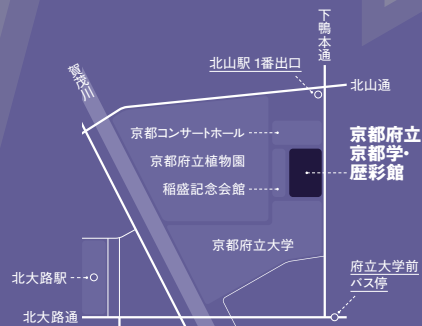 下鴨本通
賀茂川
北山駅 1番出口
北山通
京都コンサートホール
京都府立植物園
稲盛記念会館
京都府立
京都学・
歴彩館
京都府立大学
北大路駅
府立大学前
バス停
北大路通